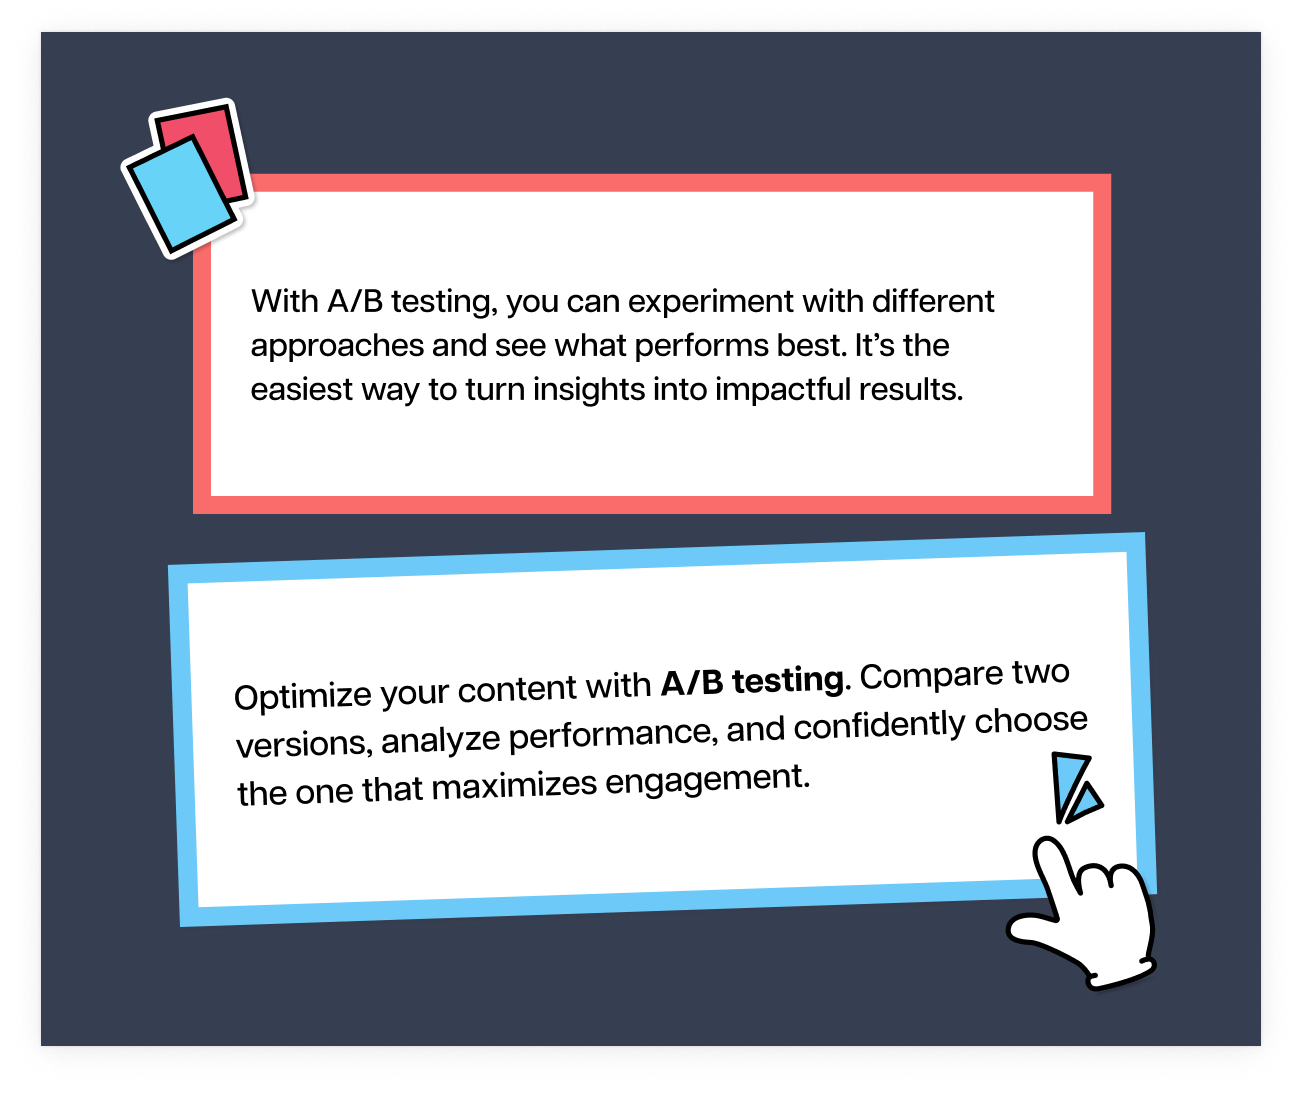 With A/B testing, you can experiment with different
approaches and see what performs best. It’s the
easiest way to turn insights into impactful results.
Optimize your content with A/B testing. Compare two
versions, analyze performance, and confidently choose
the one that maximizes engagement.